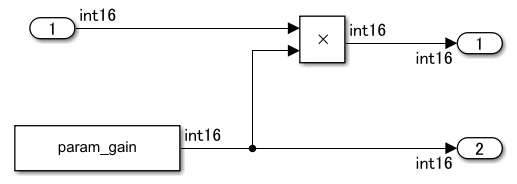 int16
1
×
int16
1
int16
int16
param_gain
2
int16